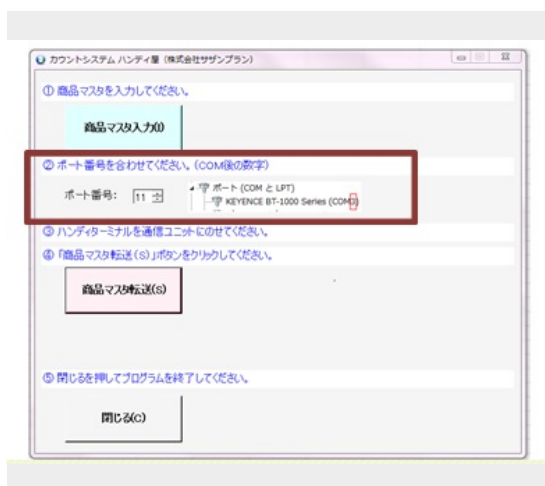 カウントシステム ハンディ屋 (株式会社サザンプラン)
① 商品マスタを入力してください。
商品マスタ入力(I)
② ポート番号を合わせてください。(COM後の数字)
ポート番号: 11
ポート (COM と LPT)
KEYENCE BT-1000 Series (COM3)
③ ハンディターミナルを通信ユニットにのせてください。
④ 「商品マスタ転送(S)」ボタンをクリックしてください。
商品マスタ転送(S)
⑤ 閉じるを押してプログラムを終了してください。
閉じる(C)